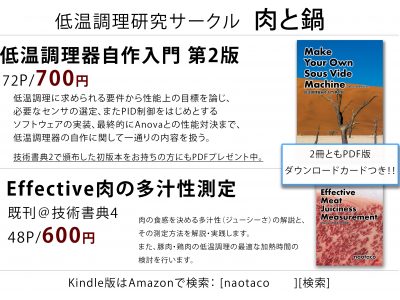 低温調理研究サークル 肉と鍋
低温調理器自作入門 第2版
72P/700円
低温調理に求められる要件から性能上の目標を論じ、
必要なセンサの選定、またPID制御をはじめとする
ソフトウェアの実装、最終的にAnovaとの性能対決まで、
低温調理器の自作に関して一通りの内容を扱う。
技術書典2で頒布した初版本をお持ちの方にもPDFプレゼント中。
Make
Your Own
Sous Vide
Machine
2冊ともPDF版
ダウンロードカードつき!!
Effective肉の多汁性測定
既刊@技術書典4
48P/600円
肉の食感を決める多汁性(ジューシーさ)の解説と、
その測定方法を解説・実践します。
また、豚肉・鶏肉の低温調理の最適な加熱時間の
検討を行います。
Effective
Meat
Juiciness
Measurement
naotaco
Kindle版はAmazonで検索: [naotaco ][検索]